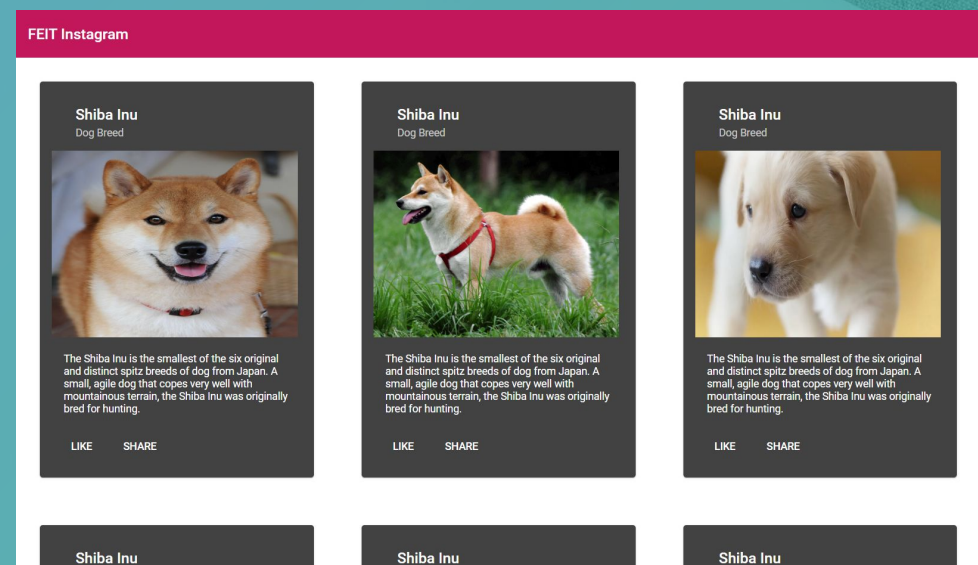 FEIT Instagram
Shiba Inu
Dog Breed
The Shiba Inu is the smallest of the six original
and distinct spitz breeds of dog from Japan. A
small, agile dog that copes very well with
mountainous terrain, the Shiba Inu was originally
bred for hunting.
LIKE SHARE
Shiba Inu
Dog Breed
The Shiba Inu is the smallest of the six original
and distinct spitz breeds of dog from Japan. A
small, agile dog that copes very well with
mountainous terrain, the Shiba Inu was originally
bred for hunting.
LIKE SHARE
Shiba Inu
Dog Breed
The Shiba Inu is the smallest of the six original
and distinct spitz breeds of dog from Japan. A
small, agile dog that copes very well with
mountainous terrain, the Shiba Inu was originally
bred for hunting.
LIKE SHARE
Shiba Inu
Shiba Inu
Shiba Inu